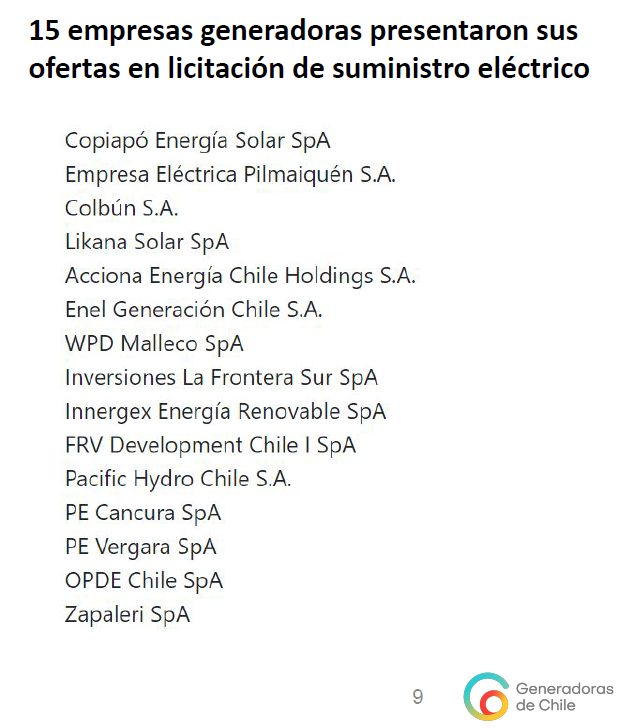 15 empresas generadoras presentaron sus
ofertas en licitación de suministro eléctrico
Copiapó Energía Solar SpA
Empresa Eléctrica Pilmaiquén S.A.
Colbún S.A.
Likana Solar SpA
Acciona Energía Chile Holdings S.A.
Enel Generación Chile S.A.
WPD Malleco SpA
Inversiones La Frontera Sur SpA
Innergex Energía Renovable SpA
FRV Development Chile I SpA
Pacific Hydro Chile S.A.
PE Cancura SpA
PE Vergara SpA
OPDE Chile SpA
Zapaleri SpA
9
Generadoras
de Chile